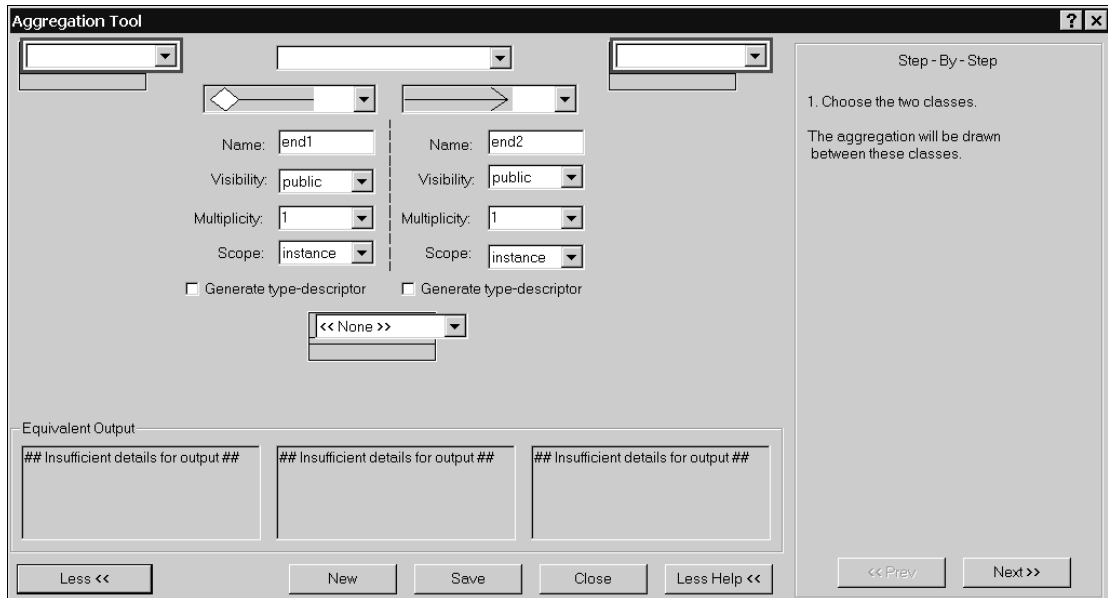 Aggregation Tool
Step - By - Step
1. Choose the two classes.
The aggregation will be drawn
between these classes.
Name: end1 Name: end2
Visibility: public Visibility: public
Multiplicity: 1 Multiplicity: 1
Scope: instance Scope: instance
Generate type-descriptor Generate type-descriptor
<< None >>
Equivalent Output
## Insufficient details for output ## ## Insufficient details for output ## ## Insufficient details for output ##
Less << New Save Close Less Help << << Prev Next >>